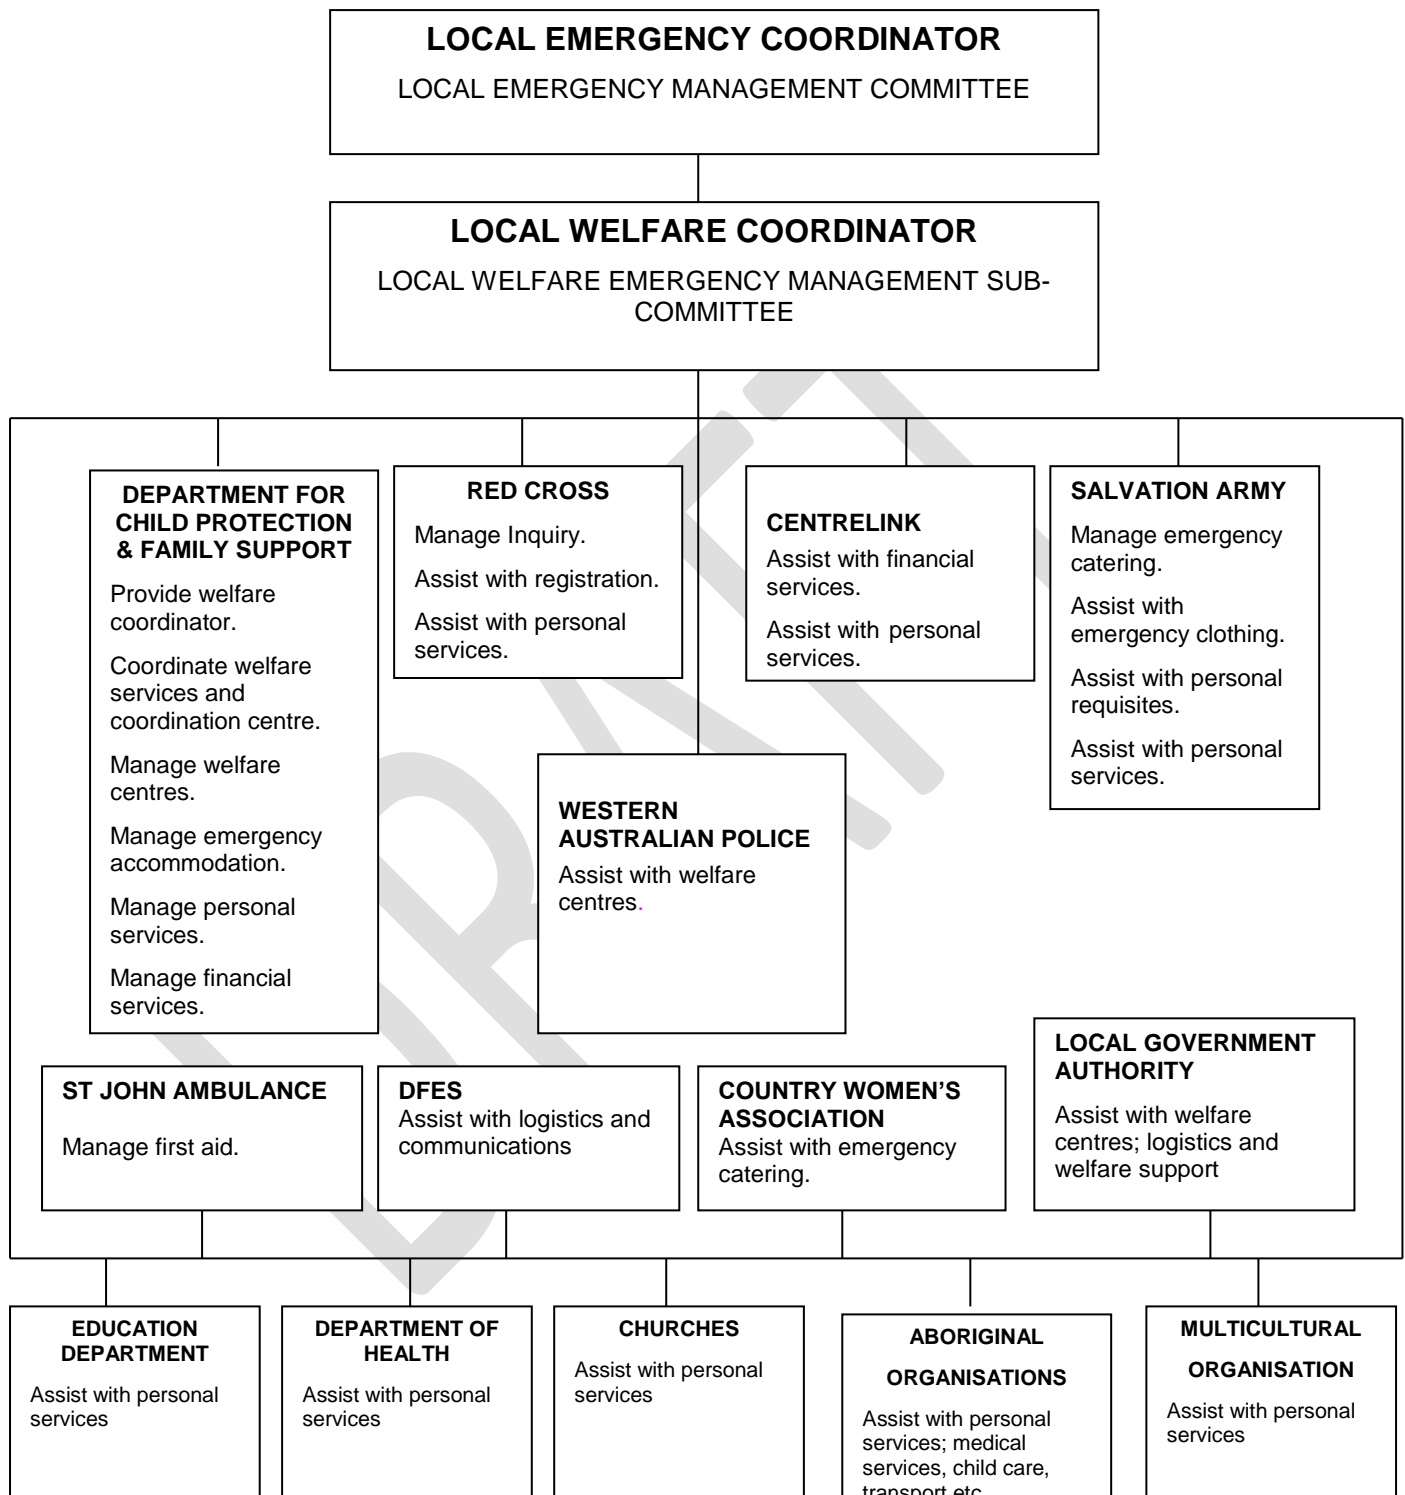 LOCAL EMERGENCY COORDINATOR
LOCAL EMERGENCY MANAGEMENT COMMITTEE
LOCAL WELFARE COORDINATOR
LOCAL WELFARE EMERGENCY MANAGEMENT SUB-
COMMITTEE
DEPARTMENT FOR
CHILD PROTECTION
& FAMILY SUPPORT
Provide welfare
coordinator.
Coordinate welfare
services and
coordination centre.
Manage welfare
centres.
Manage emergency
accommodation.
Manage personal
services.
Manage financial
services.
RED CROSS
Manage Inquiry.
Assist with registration.
Assist with personal
services.
CENTRELINK
Assist with financial
services.
Assist with personal
services.
SALVATION ARMY
Manage emergency
catering.
Assist with
emergency clothing.
Assist with personal
requisites.
Assist with personal
services.
WESTERN
AUSTRALIAN POLICE
Assist with welfare
centres.
ST JOHN AMBULANCE
Manage first aid.
DFES
Assist with logistics and
communications
COUNTRY WOMEN’S
ASSOCIATION
Assist with emergency
catering.
LOCAL GOVERNMENT
AUTHORITY
Assist with welfare
centres; logistics and
welfare support
EDUCATION
DEPARTMENT
Assist with personal
services
DEPARTMENT OF
HEALTH
Assist with personal
services
CHURCHES
Assist with personal
services
ABORIGINAL
ORGANISATIONS
Assist with personal
services; medical
services, child care,
transport etc
MULTICULTURAL
ORGANISATION
Assist with personal
services
DRAFT